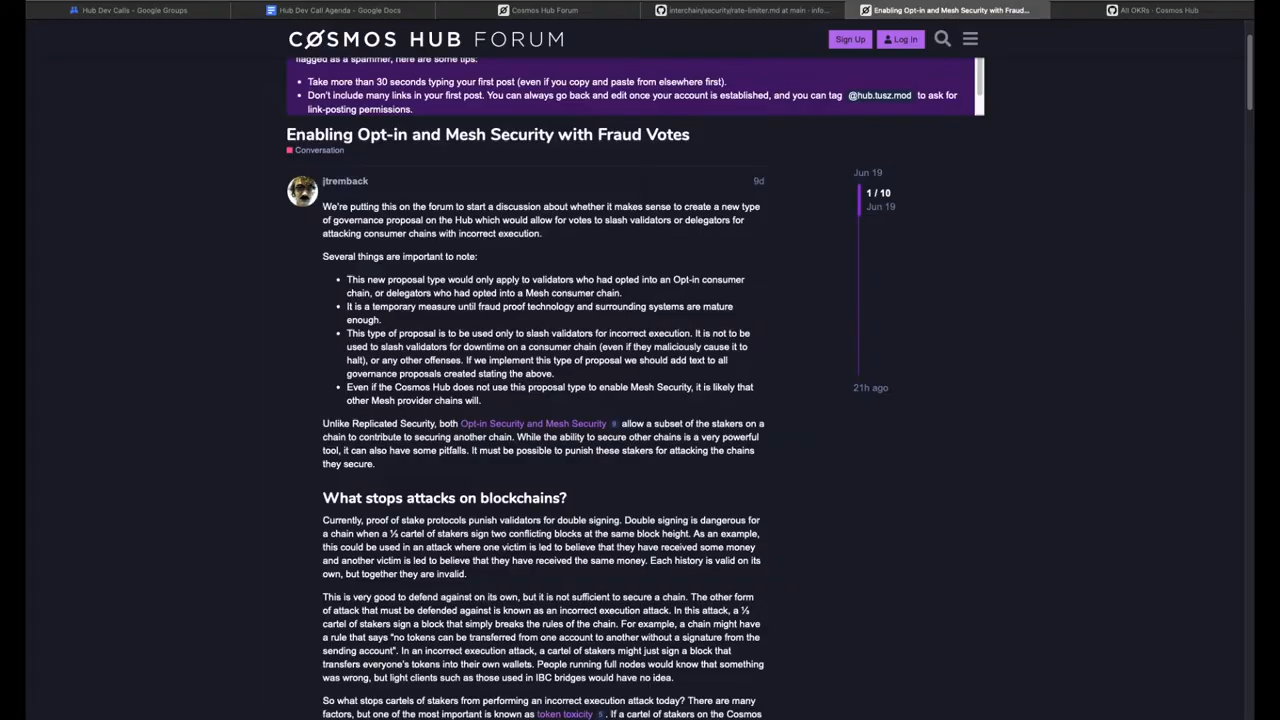 Hub Dev Calls - Google Groups
Hub Dev Call Agenda - Google Docs
Cosmos Hub Forum
interchain/security/rate-limiter.md at main · info...
Enabling Opt-in and Mesh Security with Fraud...
All OKRs · Cosmos Hub
CØSMOS HUB FORUM
Sign Up
Log In
flagged as a spammer, here are some tips:
• Take more than 30 seconds typing your first post (even if you copy and paste from elsewhere first).
• Don't include many links in your first post. You can always go back and edit once your account is established, and you can tag @hub.tusz.mod to ask for
link-posting permissions.
Enabling Opt-in and Mesh Security with Fraud Votes
Conversation
jtremback
9d
We're putting this on the forum to start a discussion about whether it makes sense to create a new type
of governance proposal on the Hub which would allow for votes to slash validators or delegators for
attacking consumer chains with incorrect execution.
Several things are important to note:
• This new proposal type would only apply to validators who had opted into an Opt-in consumer
chain, or delegators who had opted into a Mesh consumer chain.
• It is a temporary measure until fraud proof technology and surrounding systems are mature
enough.
• This type of proposal is to be used only to slash validators for incorrect execution. It is not to be
used to slash validators for downtime on a consumer chain (even if they maliciously cause it to
halt), or any other offenses. If we implement this type of proposal we should add text to all
governance proposals created stating the above.
• Even if the Cosmos Hub does not use this proposal type to enable Mesh Security, it is likely that
other Mesh provider chains will.
Unlike Replicated Security, both Opt-in Security and Mesh Security allow a subset of the stakers on a
chain to contribute to securing another chain. While the ability to secure other chains is a very powerful
tool, it can also have some pitfalls. It must be possible to punish these stakers for attacking the chains
they secure.
What stops attacks on blockchains?
Currently, proof of stake protocols punish validators for double signing. Double signing is dangerous for
a chain when a ⅓ cartel of stakers sign two conflicting blocks at the same block height. As an example,
this could be used in an attack where one victim is led to believe that they have received some money
and another victim is led to believe that they have received the same money. Each history is valid on its
own, but together they are invalid.
This is very good to defend against on its own, but it is not sufficient to secure a chain. The other form
of attack that must be defended against is known as an incorrect execution attack. In this attack, a ⅓
cartel of stakers sign a block that simply breaks the rules of the chain. For example, a chain might have
a rule that says "no tokens can be transferred from one account to another without a signature from the
sending account". In an incorrect execution attack, a cartel of stakers might just sign a block that
transfers everyone's tokens into their own wallets. People running full nodes would know that something
was wrong, but light clients such as those used in IBC bridges would have no idea.
So what stops cartels of stakers from performing an incorrect execution attack today? There are many
factors, but one of the most important is known as token toxicity. If a cartel of stakers on the Cosmos
Jun 19
1 / 10
Jun 19
21h ago